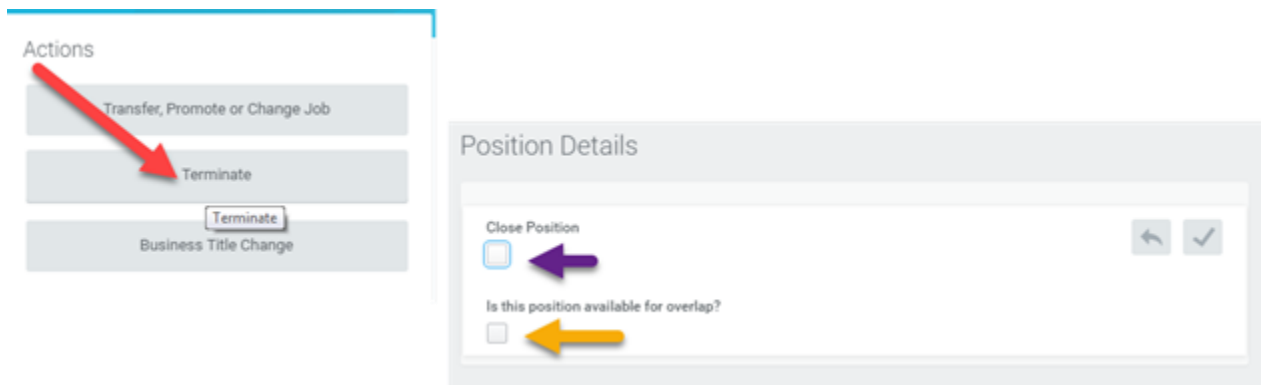 Actions
Transfer, Promote or Change Job
Terminate
Terminate
Business Title Change
Position Details
Close Position
Is this position available for overlap?